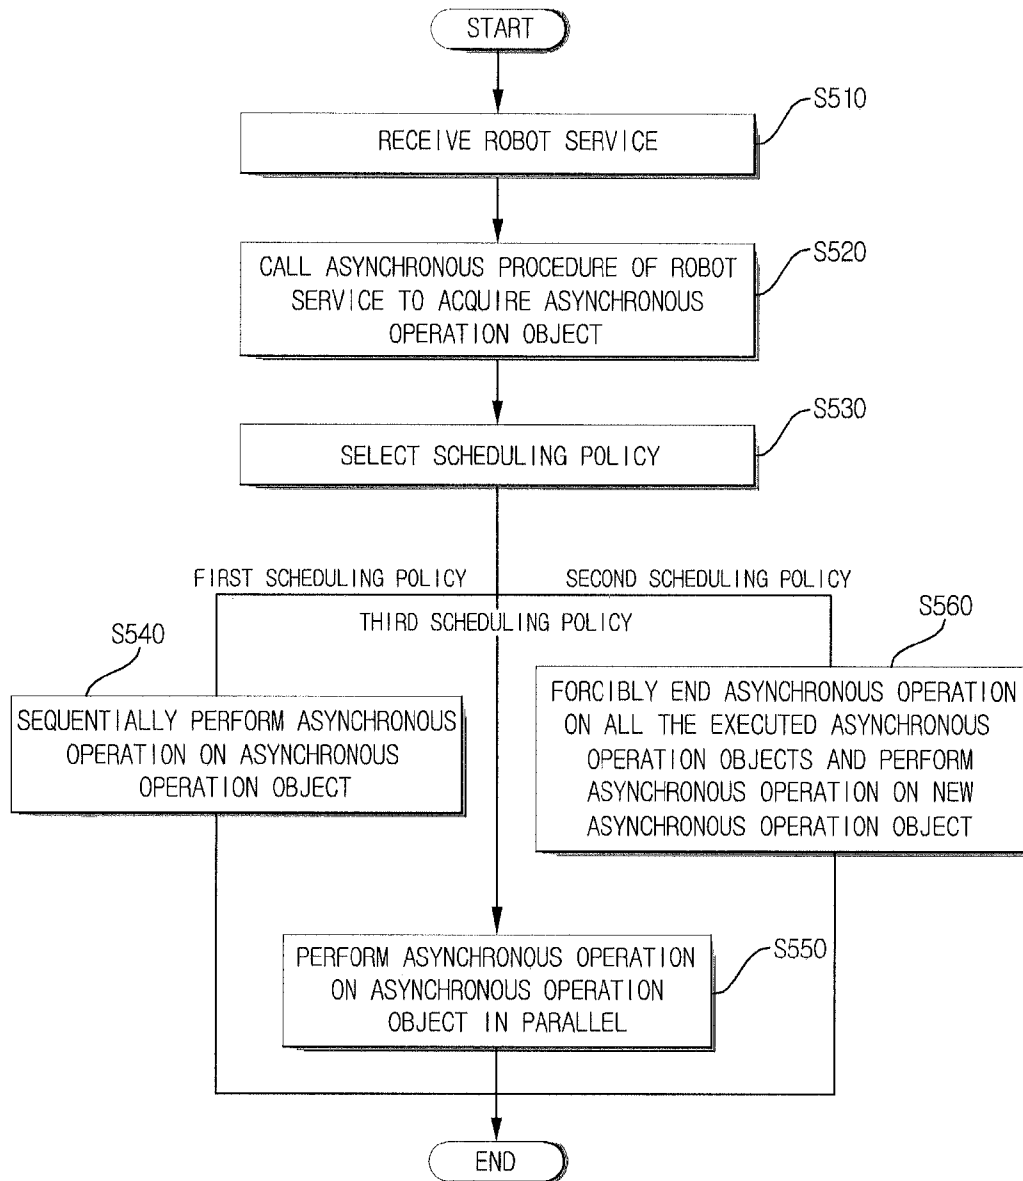 START
S510
RECEIVE ROBOT SERVICE
S520
CALL ASYNCHRONOUS PROCEDURE OF ROBOT
SERVICE TO ACQUIRE ASYNCHRONOUS
OPERATION OBJECT
S530
SELECT SCHEDULING POLICY
FIRST SCHEDULING POLICY
SECOND SCHEDULING POLICY
THIRD SCHEDULING POLICY
S540
SEQUENTIALLY PERFORM ASYNCHRONOUS
OPERATION ON ASYNCHRONOUS
OPERATION OBJECT
S560
FORCIBLY END ASYNCHRONOUS OPERATION
ON ALL THE EXECUTED ASYNCHRONOUS
OPERATION OBJECTS AND PERFORM
ASYNCHRONOUS OPERATION ON NEW
ASYNCHRONOUS OPERATION OBJECT
S550
PERFORM ASYNCHRONOUS OPERATION
ON ASYNCHRONOUS OPERATION
OBJECT IN PARALLEL
END